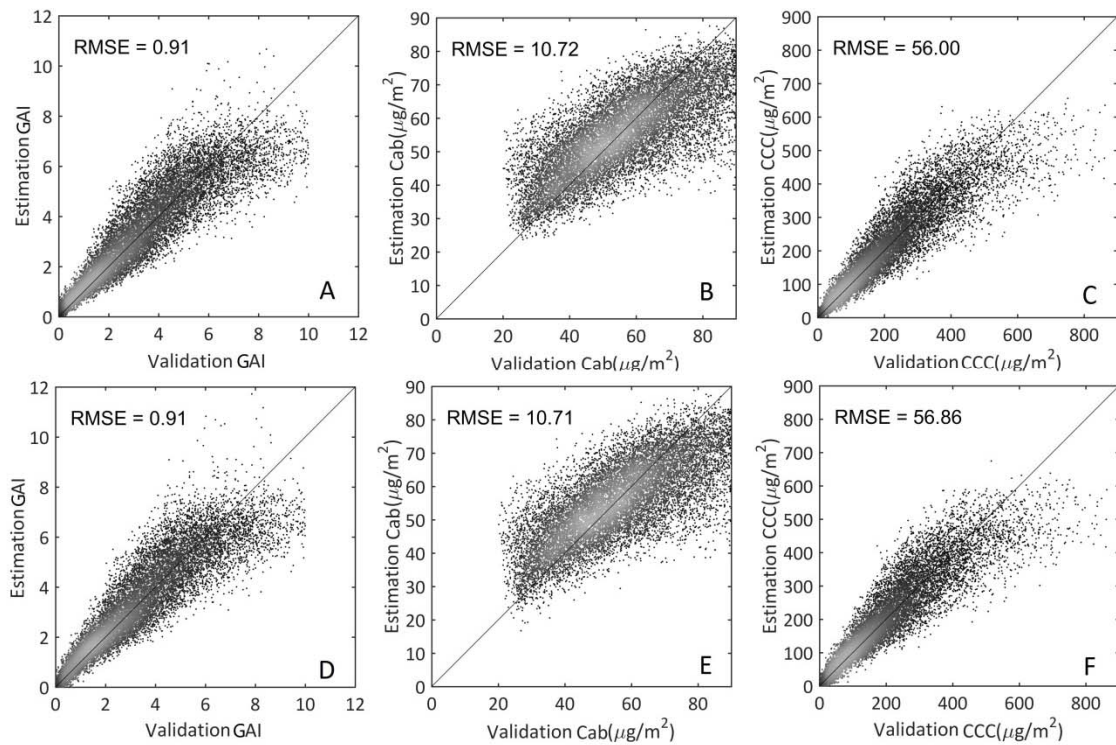 12
10
8
6
4
2
0
RMSE = 0.91
A
Estimation GAI
0 2 4 6 8 10 12
Validation GAI
90
80
70
60
50
40
30
20
10
0
RMSE = 10.72
B
Estimation Cab(μg/m²)
0 20 40 60 80
Validation Cab(μg/m²)
900
800
700
600
500
400
300
200
100
0
RMSE = 56.00
C
Estimation CCC(μg/m²)
0 200 400 600 800
Validation CCC(μg/m²)
12
10
8
6
4
2
0
RMSE = 0.91
D
Estimation GAI
0 2 4 6 8 10 12
Validation GAI
90
80
70
60
50
40
30
20
10
0
RMSE = 10.71
E
Estimation Cab(μg/m²)
0 20 40 60 80
Validation Cab(μg/m²)
900
800
700
600
500
400
300
200
100
0
RMSE = 56.86
F
Estimation CCC(μg/m²)
0 200 400 600 800
Validation CCC(μg/m²)